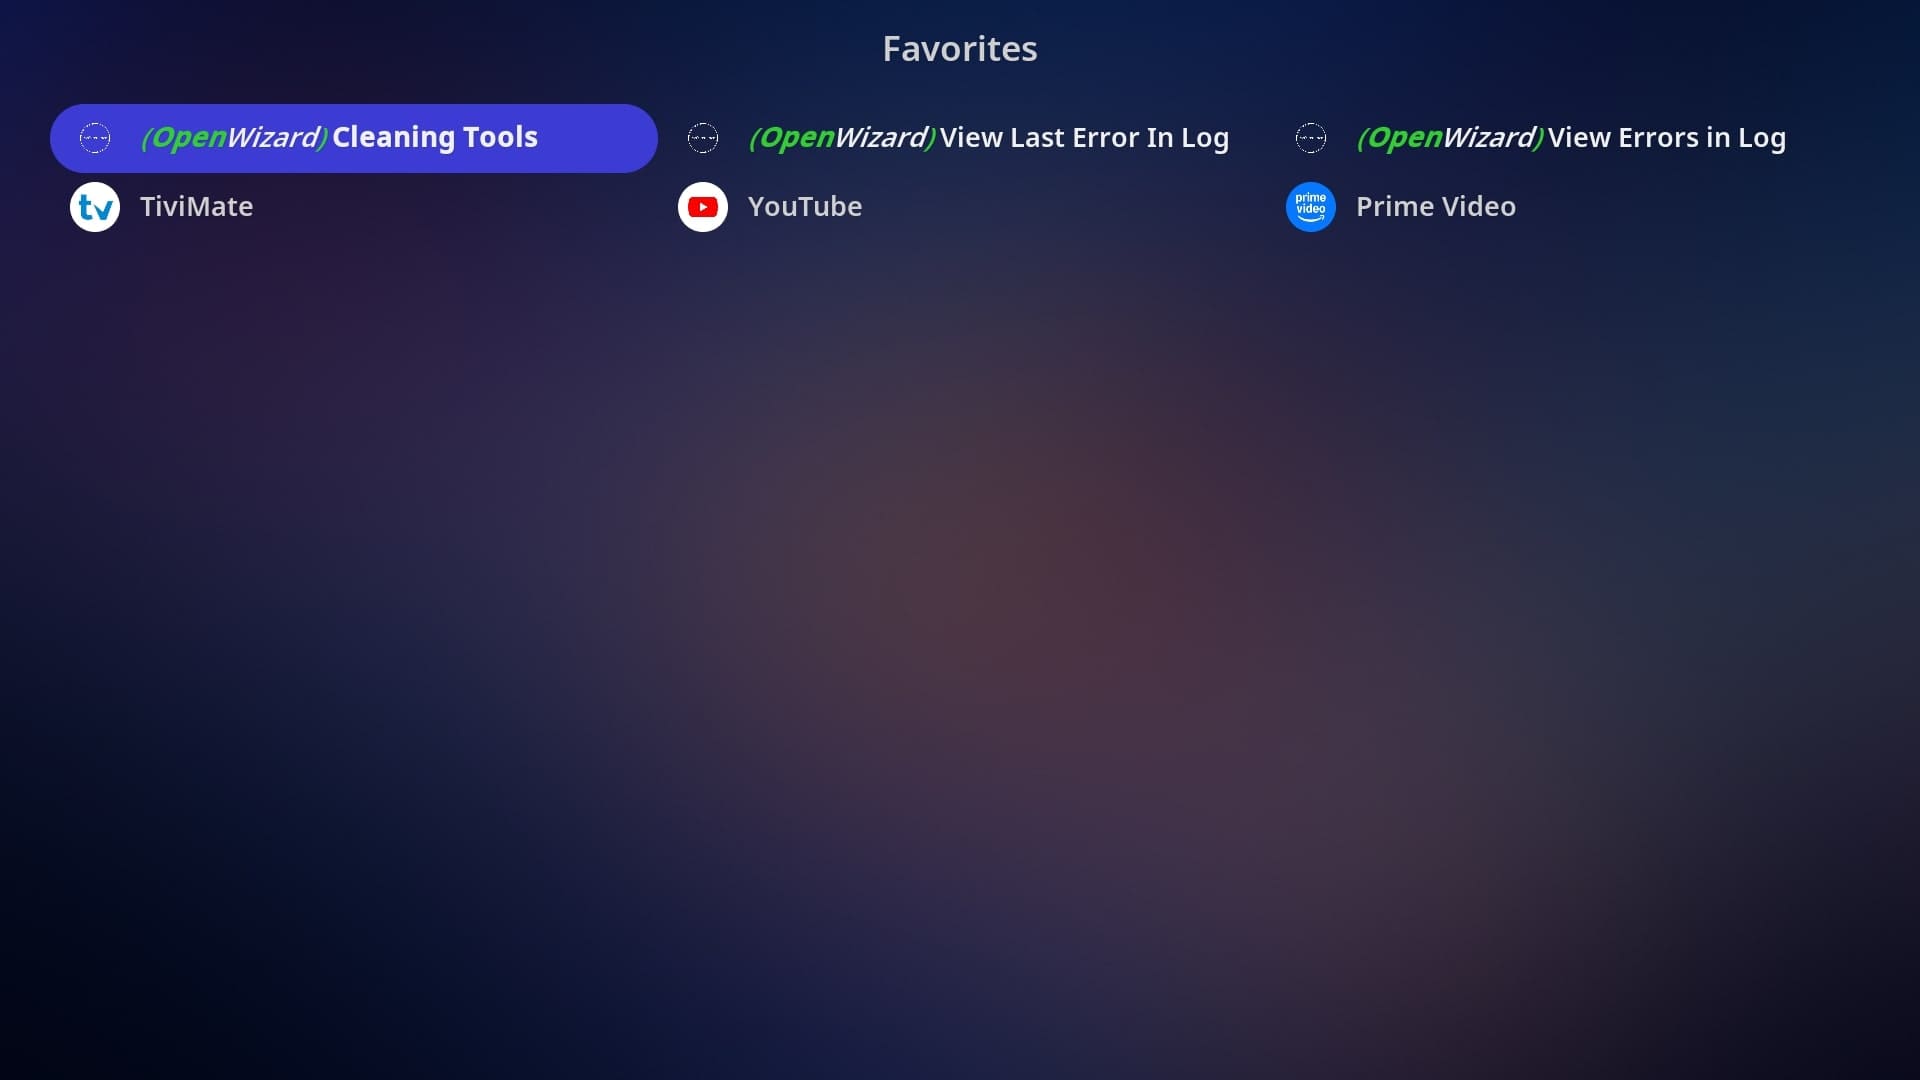 Favorites
(OpenWizard) Cleaning Tools
(OpenWizard) View Last Error In Log
(OpenWizard) View Errors in Log
tv TiviMate
YouTube
prime
video
Prime Video